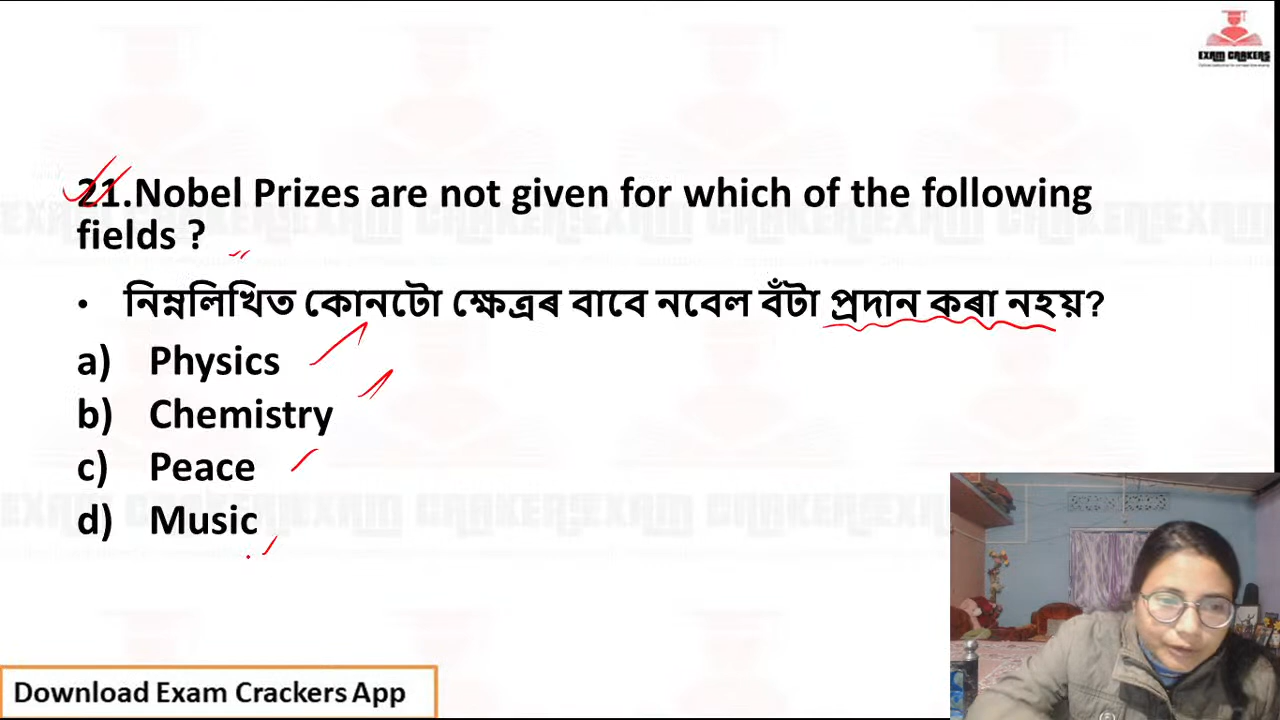 EXAM CRAKERS
21.Nobel Prizes are not given for which of the following
fields ?
• নিম্নলিখিত কোনটো ক্ষেত্ৰৰ বাবে নবেল বঁটা প্ৰদান কৰা নহয়?
a) Physics
b) Chemistry
c) Peace
d) Music
Download Exam Crackers App